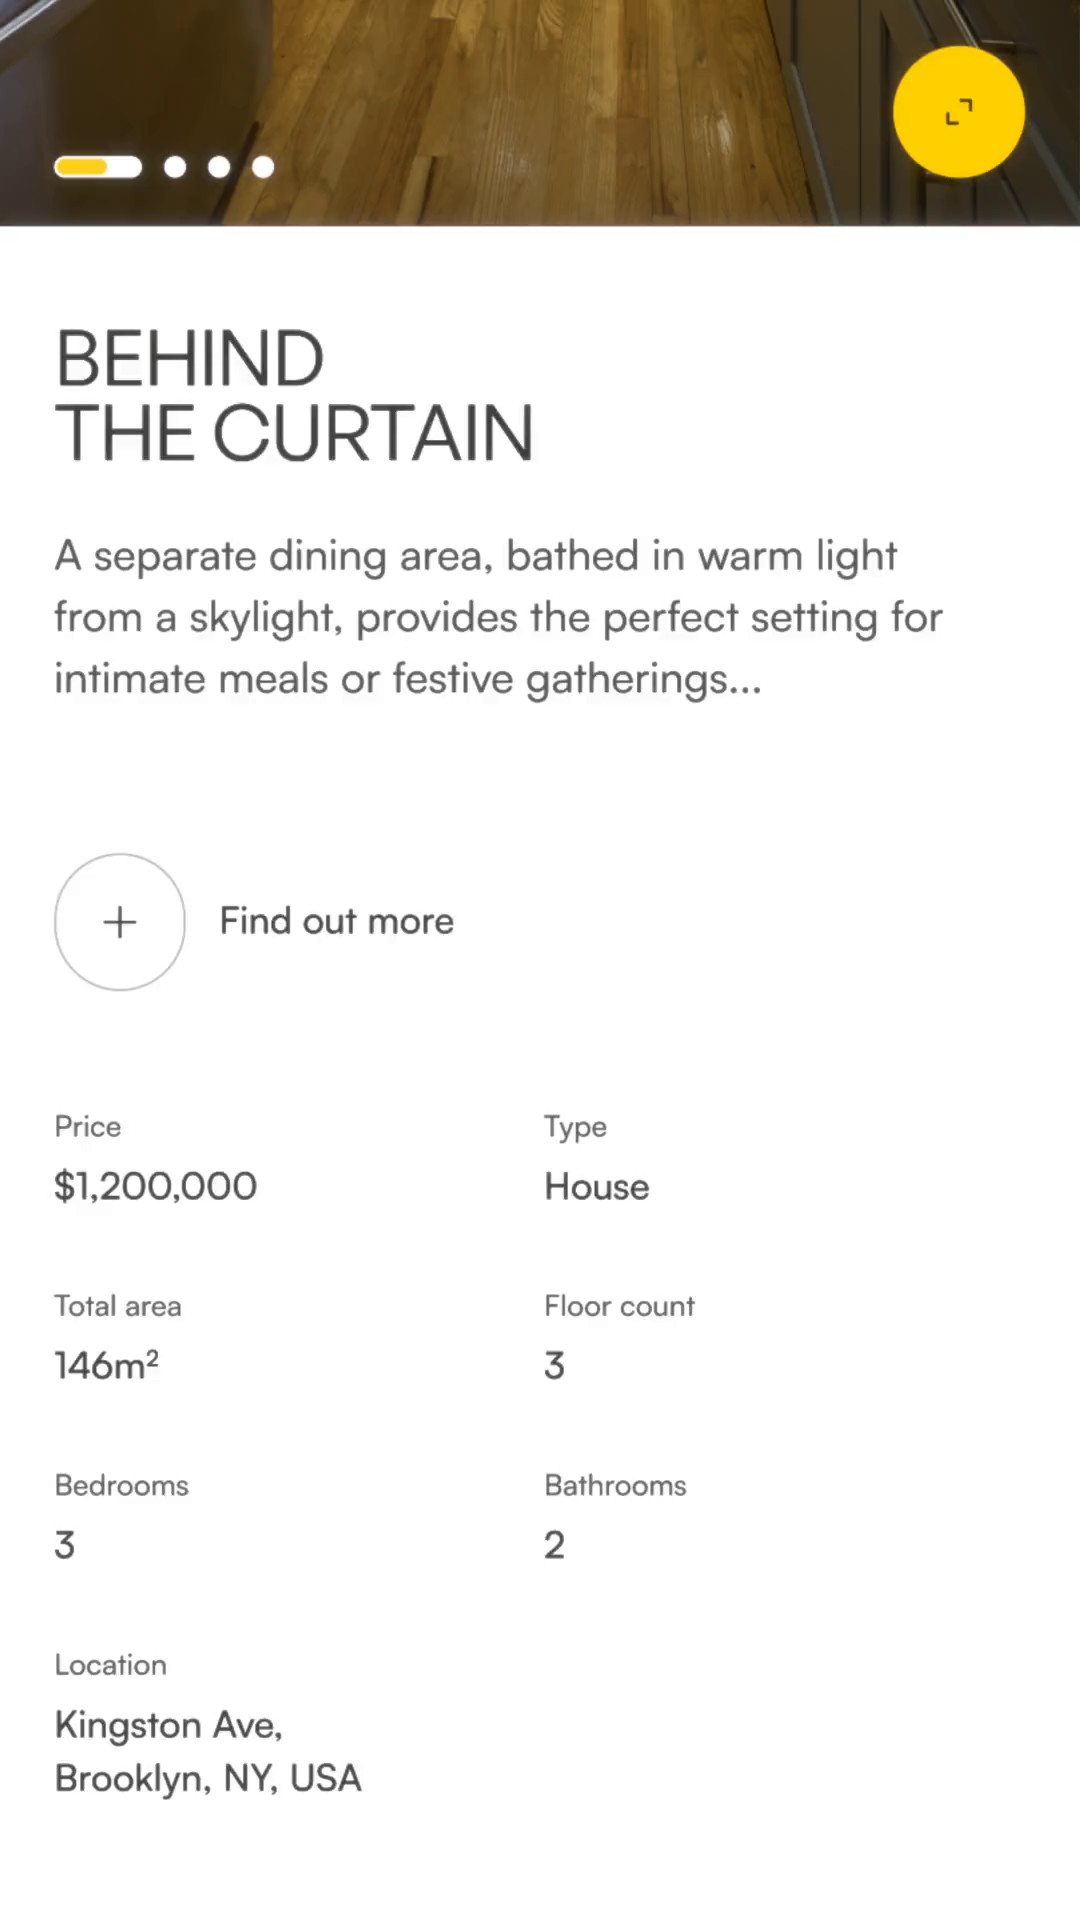 BEHIND
THE CURTAIN
A separate dining area, bathed in warm light
from a skylight, provides the perfect setting for
intimate meals or festive gatherings...
Find out more
Price
$1,200,000
Type
House
Total area
146m²
Floor count
3
Bedrooms
3
Bathrooms
2
Location
Kingston Ave,
Brooklyn, NY, USA